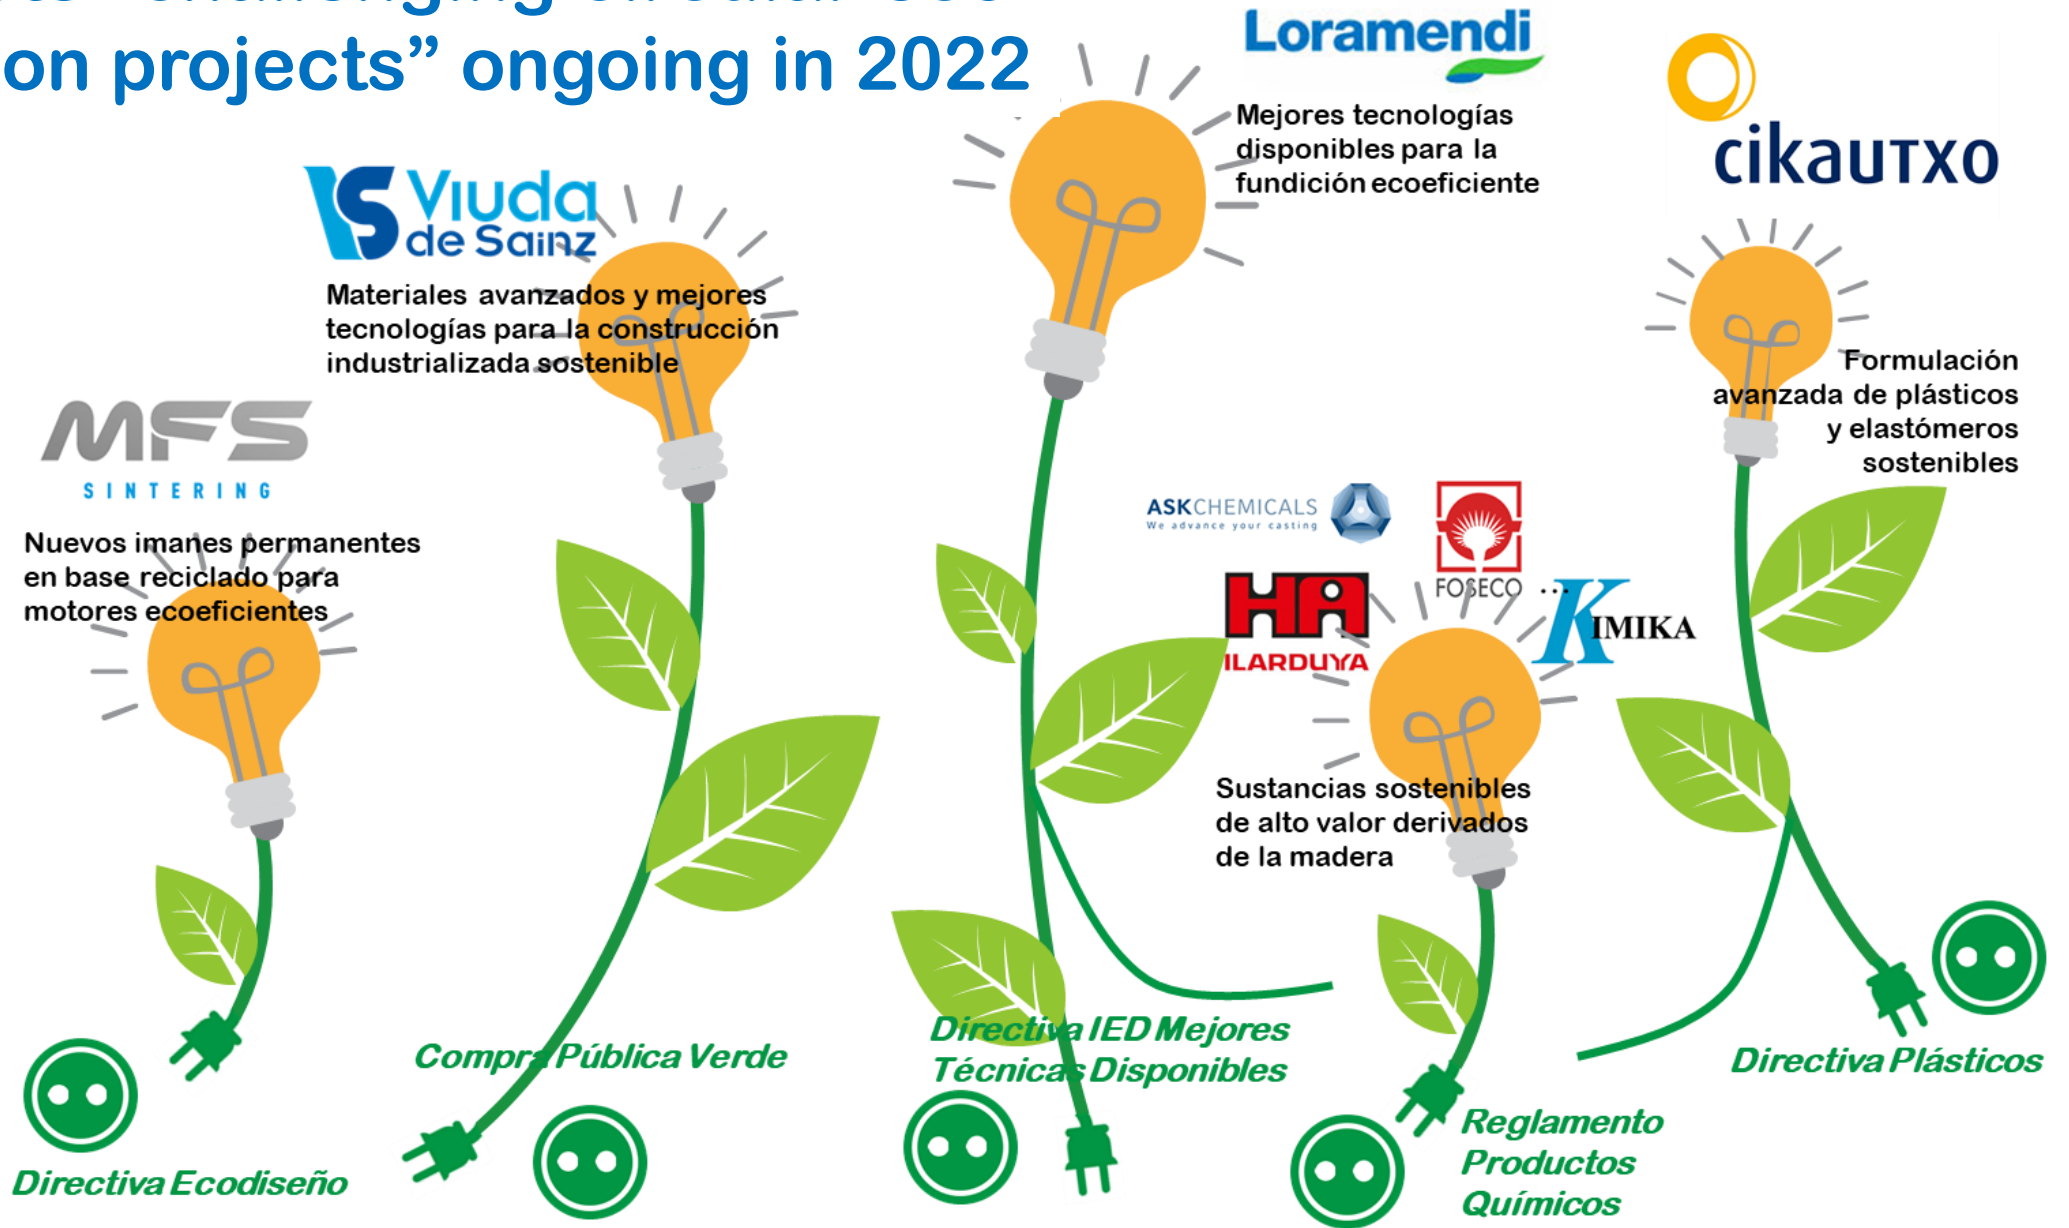 on projects” ongoing in 2022
Loramendi
Mejores tecnologías
disponibles para la
fundición ecoeficiente
cikautxo
Viuda
de Sainz
Materiales avanzados y mejores
tecnologías para la construcción
industrializada sostenible
Formulación
avanzada de plásticos
y elastómeros
sostenibles
MFS
SINTERING
Nuevos imanes permanentes
en base reciclado para
motores ecoeficientes
ASKCHEMICALS
We advance your casting
FOSECO
...
HA
ILARDUYA
KIMIKA
Sustancias sostenibles
de alto valor derivados
de la madera
Directiva Ecodiseño
Compra Pública Verde
Directiva IED Mejores
Técnicas Disponibles
Reglamento
Productos
Químicos
Directiva Plásticos